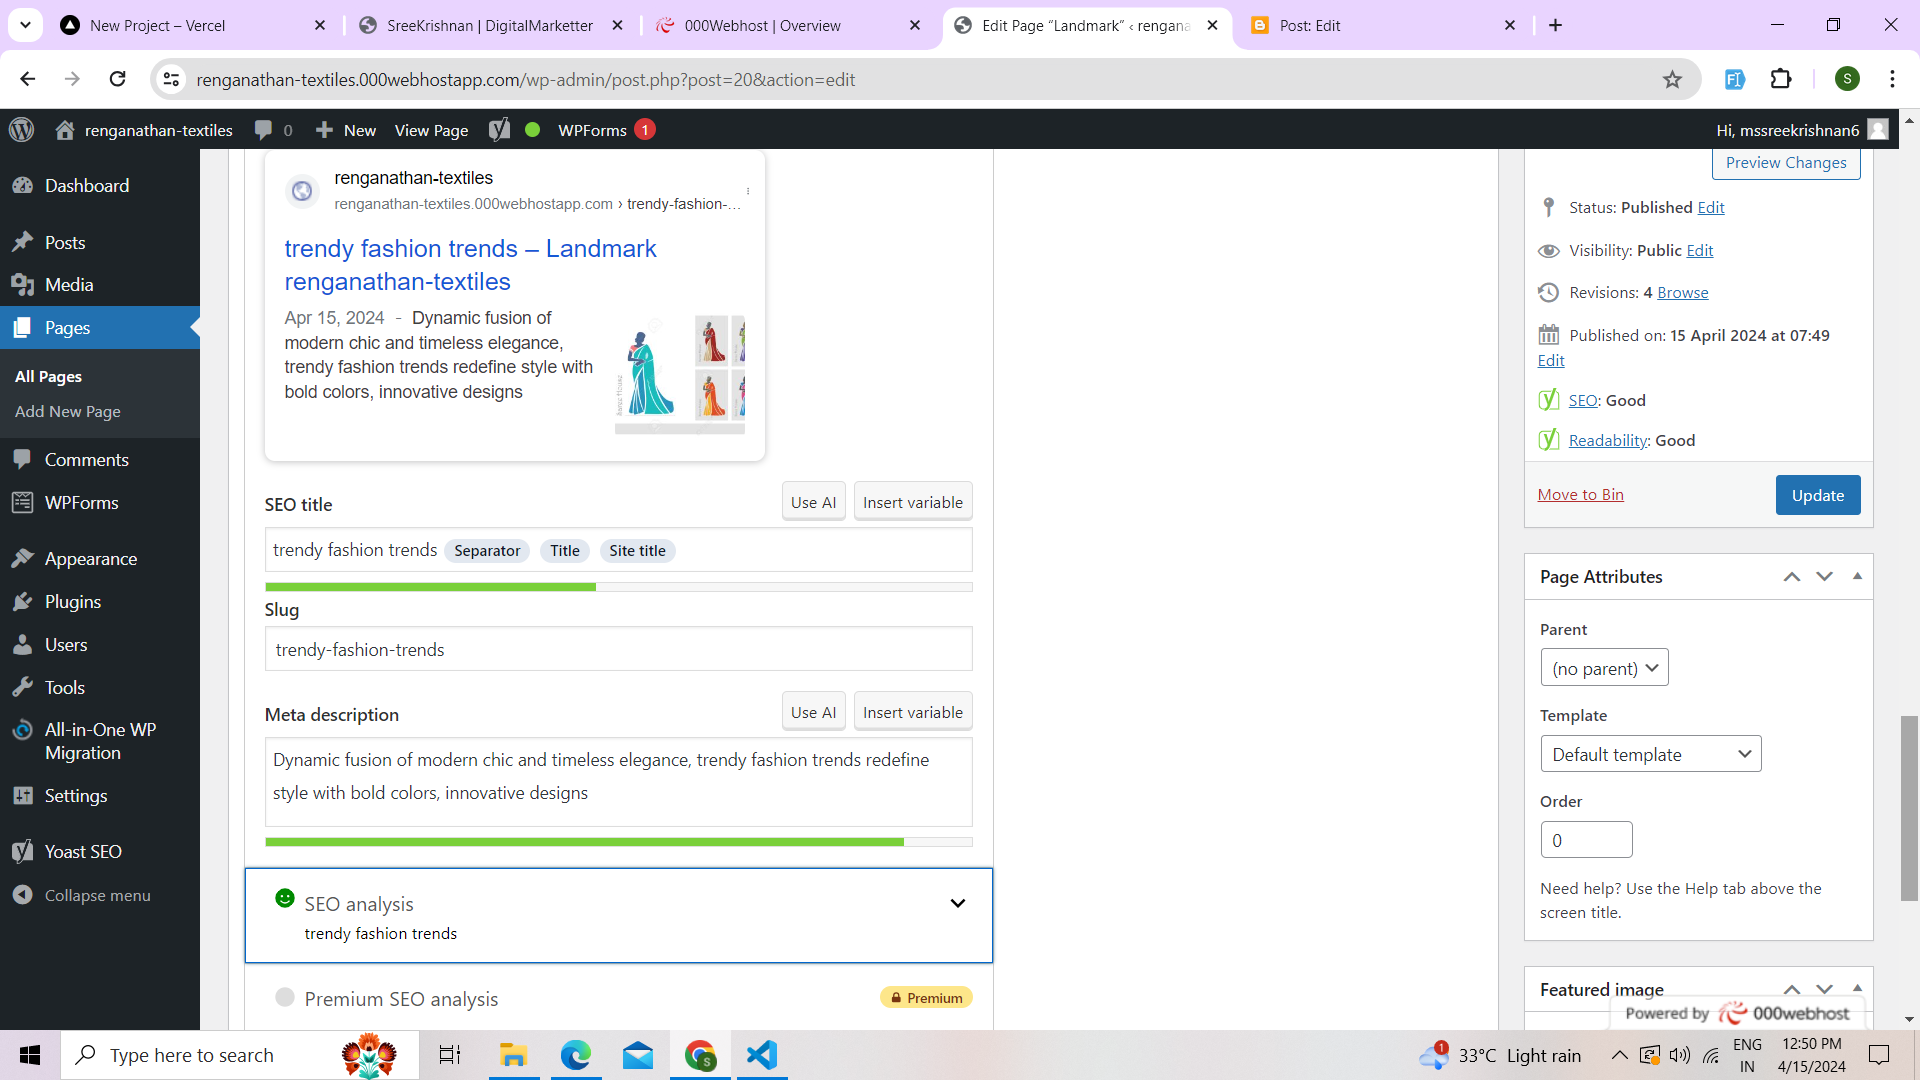 New Project – Vercel
SreeKrishnan | DigitalMarketter
000Webhost | Overview
Edit Page “Landmark” ‹ rengana
Post: Edit
renganathan-textiles.000webhostapp.com/wp-admin/post.php?post=20&action=edit
S
renganathan-textiles
0
New
View Page
WPForms
1
Hi, mssreekrishnan6
Dashboard
Posts
Media
Pages
All Pages
Add New Page
Comments
WPForms
Appearance
Plugins
Users
Tools
All-in-One WP
Migration
Settings
Yoast SEO
Collapse menu
renganathan-textiles
renganathan-textiles.000webhostapp.com › trendy-fashion-...
trendy fashion trends – Landmark
renganathan-textiles
Apr 15, 2024 - Dynamic fusion of
modern chic and timeless elegance,
trendy fashion trends redefine style with
bold colors, innovative designs
SEO title
Use AI
Insert variable
trendy fashion trends Separator Title Site title
Slug
trendy-fashion-trends
Meta description
Use AI
Insert variable
Dynamic fusion of modern chic and timeless elegance, trendy fashion trends redefine
style with bold colors, innovative designs
SEO analysis
trendy fashion trends
Premium SEO analysis
Premium
Preview Changes
Status: Published Edit
Visibility: Public Edit
Revisions: 4 Browse
Published on: 15 April 2024 at 07:49
Edit
SEO: Good
Readability: Good
Move to Bin
Update
Page Attributes
Parent
(no parent)
Template
Default template
Order
0
Need help? Use the Help tab above the
screen title.
Featured image
Powered by 000webhost
Type here to search
S
1
33°C Light rain
ENG
IN
12:50 PM
4/15/2024